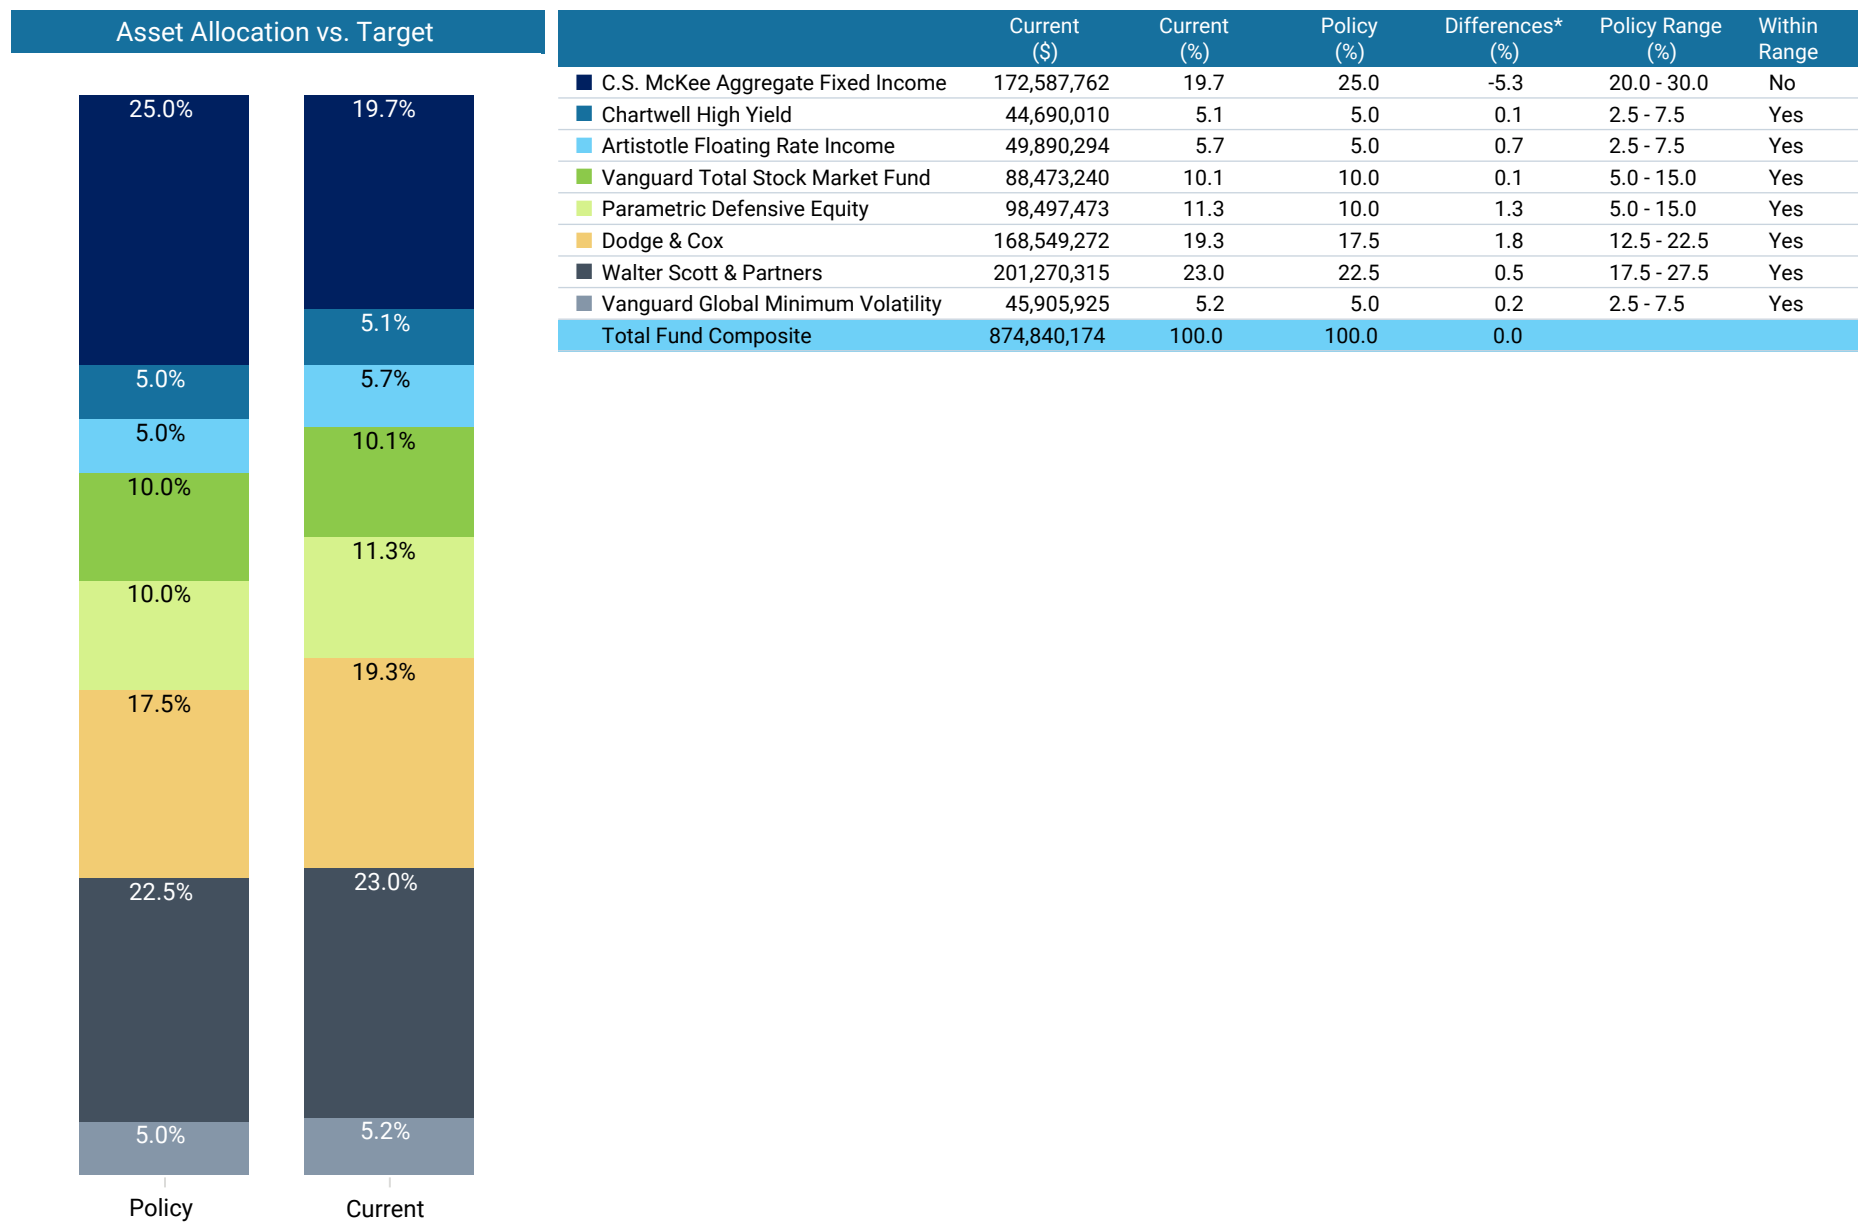 Asset Allocation vs. Target
25.0%
5.0%
5.0%
10.0%
10.0%
17.5%
22.5%
5.0%
Policy
19.7%
5.1%
5.7%
10.1%
11.3%
19.3%
23.0%
5.2%
Current
Current ($) Current (%) Policy (%) Differences* (%) Policy Range (%) Within Range
C.S. McKee Aggregate Fixed Income 172,587,762 19.7 25.0 -5.3 20.0 - 30.0 No
Chartwell High Yield 44,690,010 5.1 5.0 0.1 2.5 - 7.5 Yes
Artistotle Floating Rate Income 49,890,294 5.7 5.0 0.7 2.5 - 7.5 Yes
Vanguard Total Stock Market Fund 88,473,240 10.1 10.0 0.1 5.0 - 15.0 Yes
Parametric Defensive Equity 98,497,473 11.3 10.0 1.3 5.0 - 15.0 Yes
Dodge & Cox 168,549,272 19.3 17.5 1.8 12.5 - 22.5 Yes
Walter Scott & Partners 201,270,315 23.0 22.5 0.5 17.5 - 27.5 Yes
Vanguard Global Minimum Volatility 45,905,925 5.2 5.0 0.2 2.5 - 7.5 Yes
Total Fund Composite 874,840,174 100.0 100.0 0.0